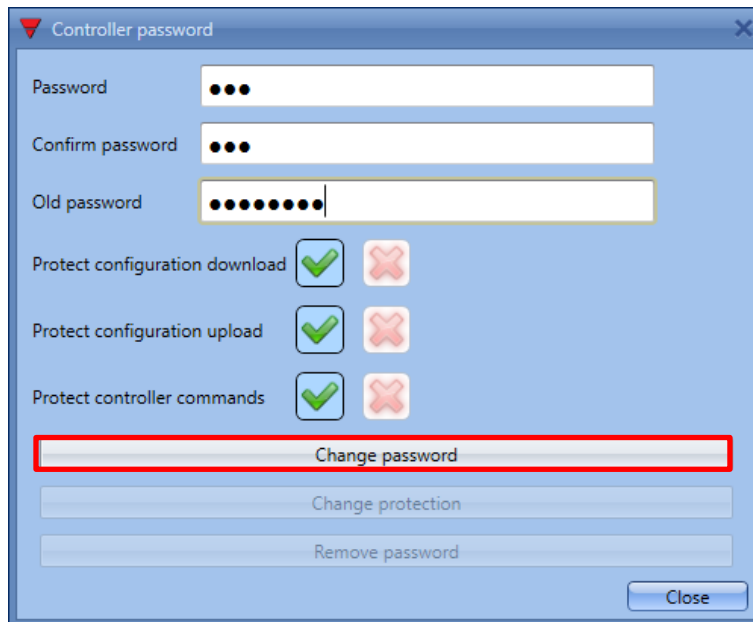 Controller password
Password
●●●
Confirm password
●●●
Old password
●●●●●●●●
Protect configuration download
Protect configuration upload
Protect controller commands
Change password
Change protection
Remove password
Close